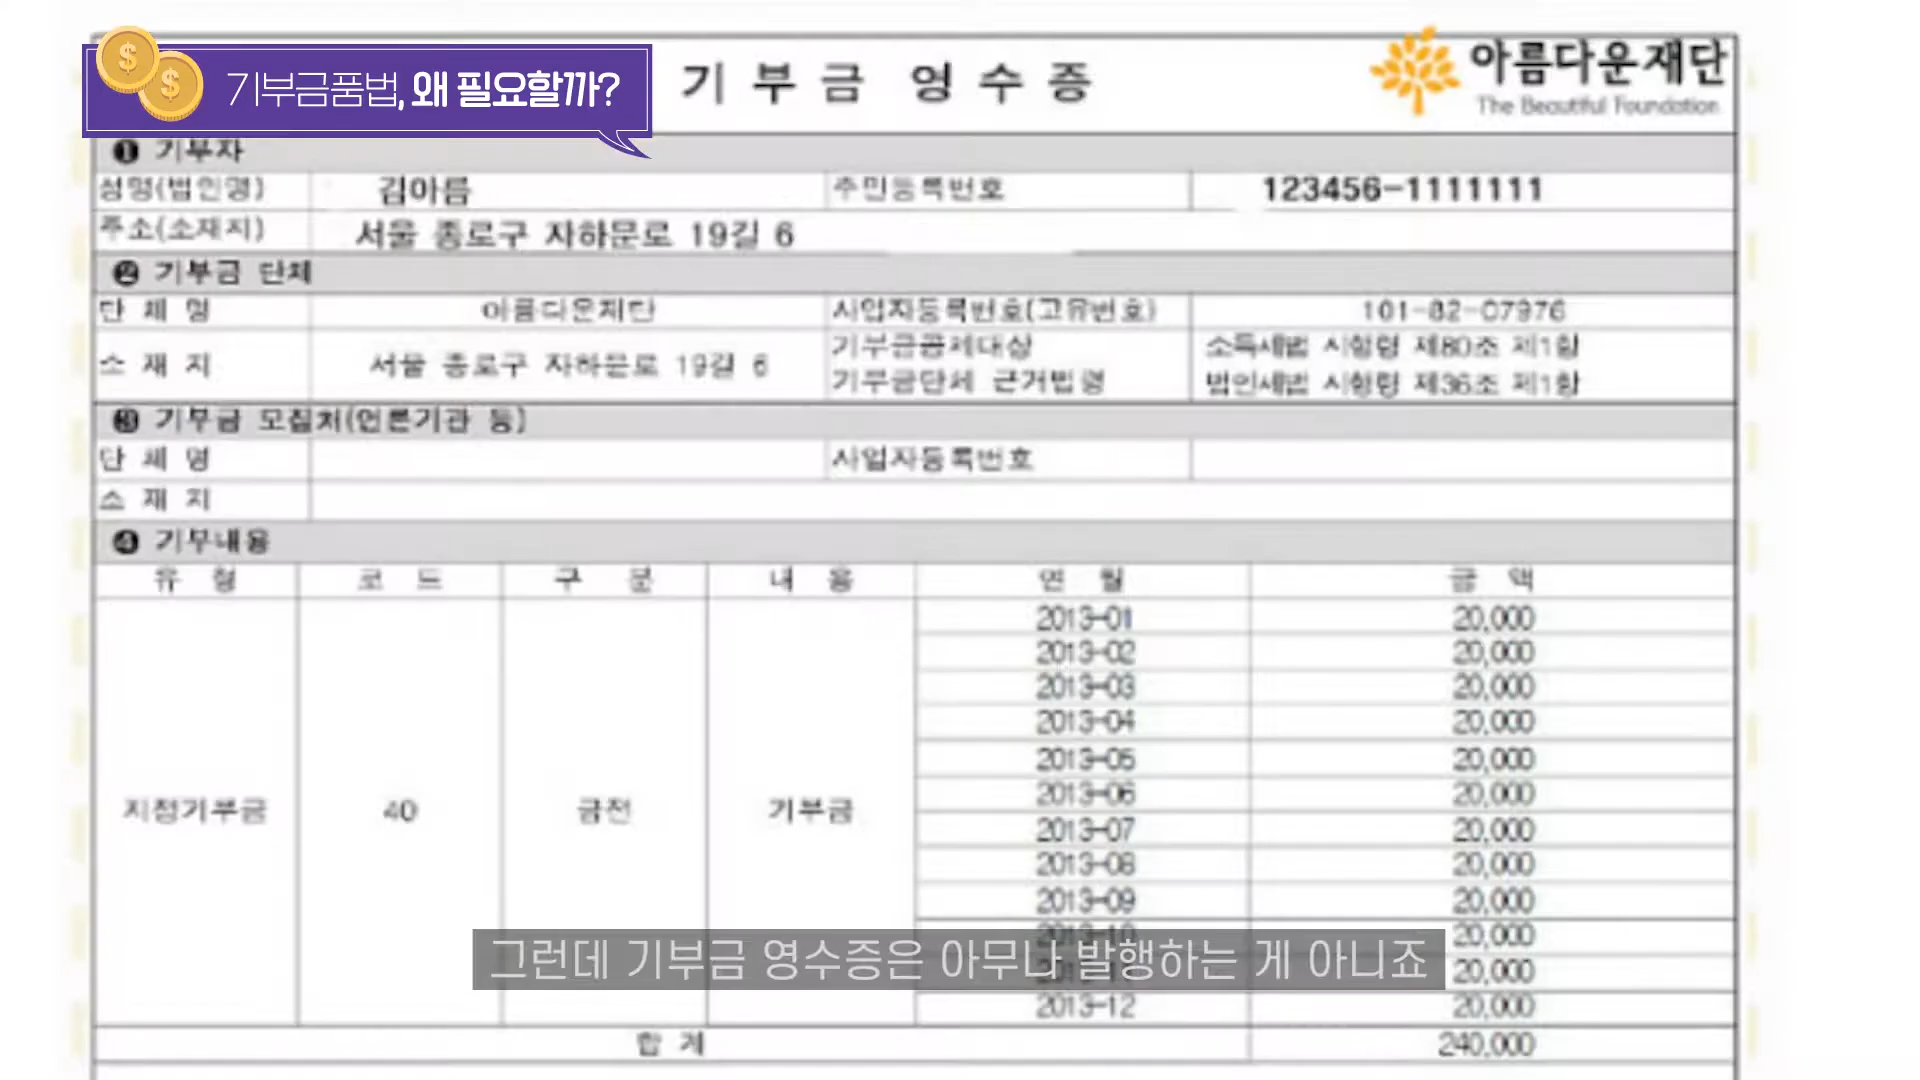 기부금품법, 왜 필요할까?
기 부 금 영 수 증
아름다운재단
The Beautiful Foundation
❶ 기부자
성명(법인명) 김아름 주민등록번호 123456-1111111
주소(소재지) 서울 종로구 자하문로 19길 6
❷ 기부금 단체
단 체 명 아름다운재단 사업자등록번호(고유번호) 101-82-07976
소 재 지 서울 종로구 자하문로 19길 6
기부금공제대상 소득세법 시행령 제80조 제1항
기부금단체 근거법령 법인세법 시행령 제36조 제1항
❸ 기부금 모집처(언론기관 등)
단 체 명 사업자등록번호
소 재 지
❹ 기부내용
유 형 코 드 구 분 내 용 연 월 금 액
2013-01 20,000
2013-02 20,000
2013-03 20,000
2013-04 20,000
2013-05 20,000
2013-06 20,000
지정기부금 40 금전 기부금
2013-07 20,000
2013-08 20,000
2013-09 20,000
2013-10 20,000
그런데 기부금 영수증은 아무나 발행하는 게 아니죠
20,000
2013-12 20,000
합 계 240,000